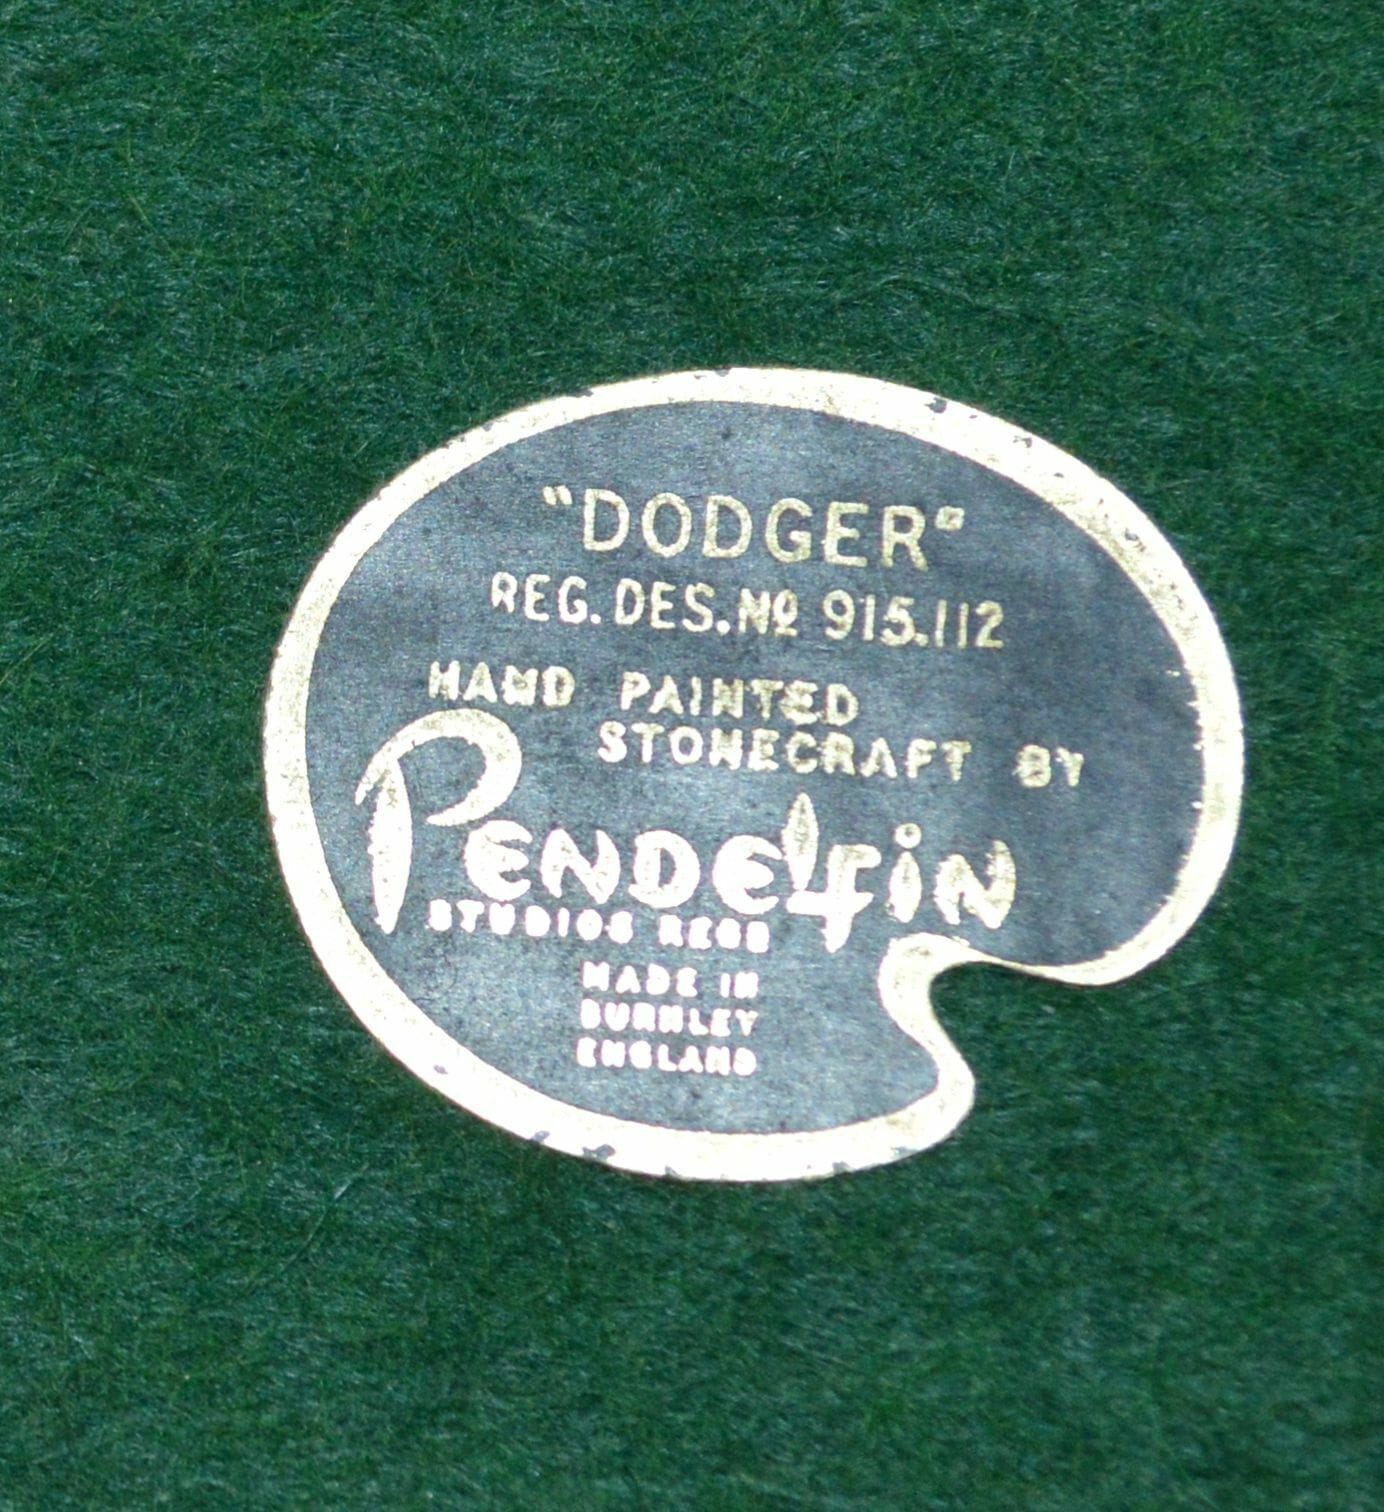 "DODGER"
REG. DES. Nº 915.112
HAND PAINTED
STONECRAFT BY
PENDELFIN
STUDIOS REGD
MADE IN
BURNLEY
ENGLAND